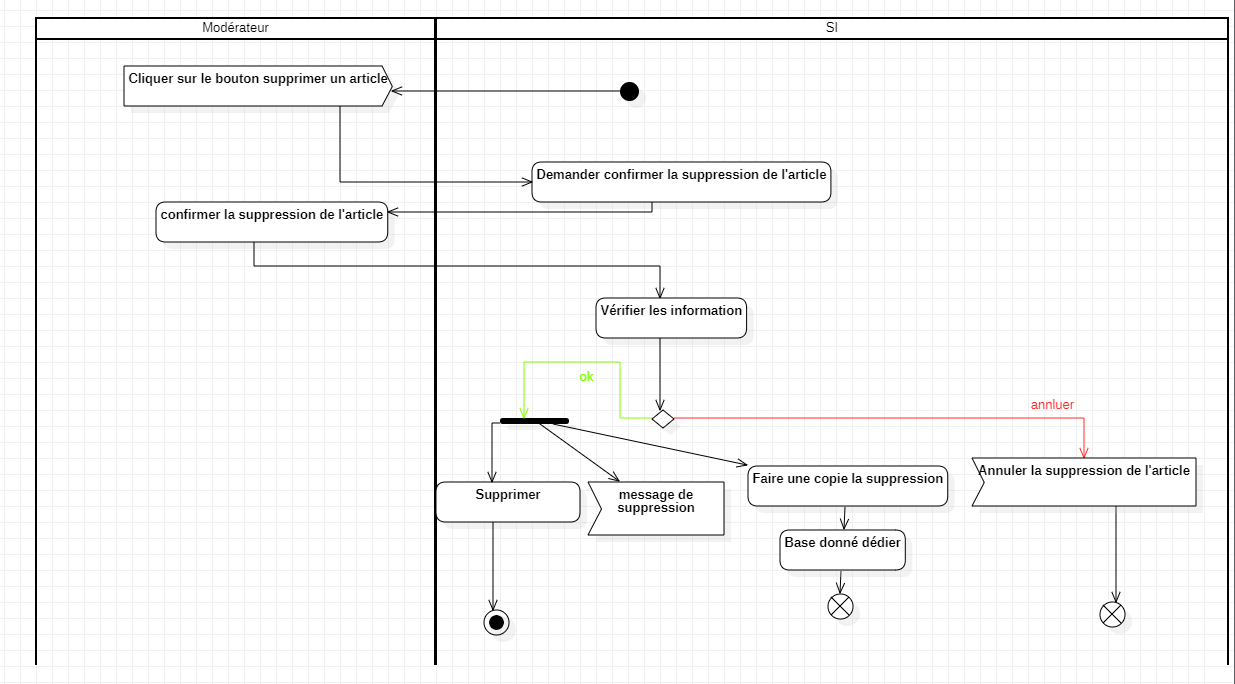 Modérateur
SI
Cliquer sur le bouton supprimer un article
Demander confirmer la suppression de l'article
confirmer la suppression de l'article
Vérifier les information
ok
annluer
Supprimer
message de
suppression
Faire une copie la suppression
Annuler la suppression de l'article
Base donné dédier